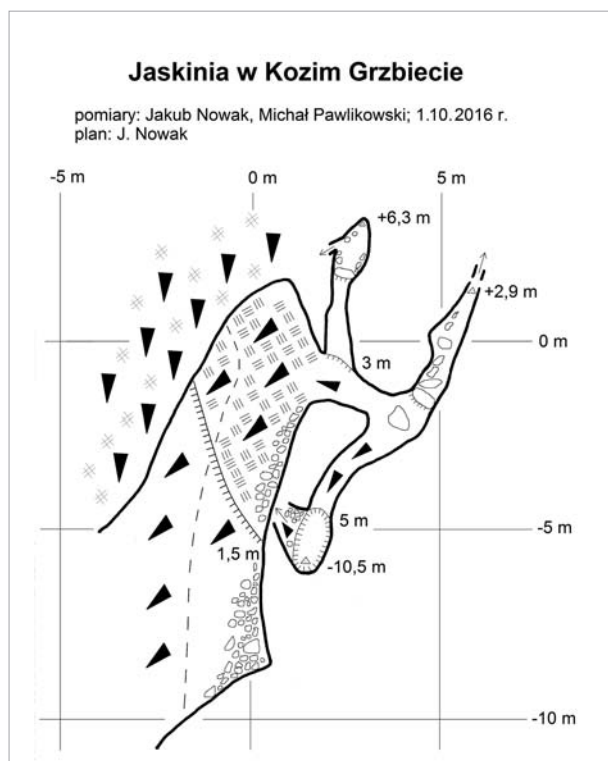 Jaskinia w Kozim Grzbiecie
pomiary: Jakub Nowak, Michał Pawlikowski; 1.10.2016 r.
plan: J. Nowak
-5 m
0 m
5 m
+6,3 m
+2,9 m
0 m
3 m
5 m
-5 m
1,5 m
-10,5 m
-10 m